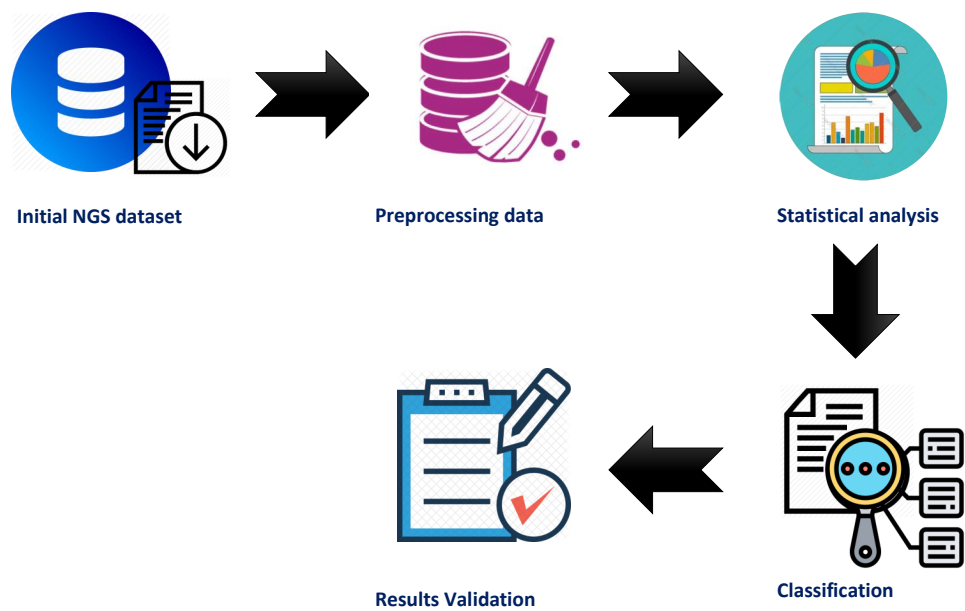 Initial NGS dataset
Preprocessing data
Statistical analysis
Classification
Results Validation